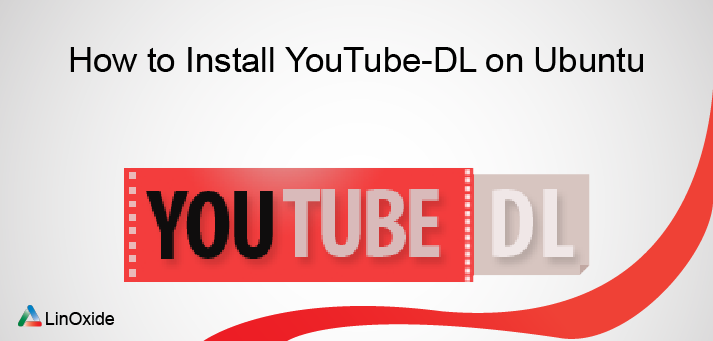 How to Install YouTube-DL on Ubuntu
YOUTUBE DL
LinOxide